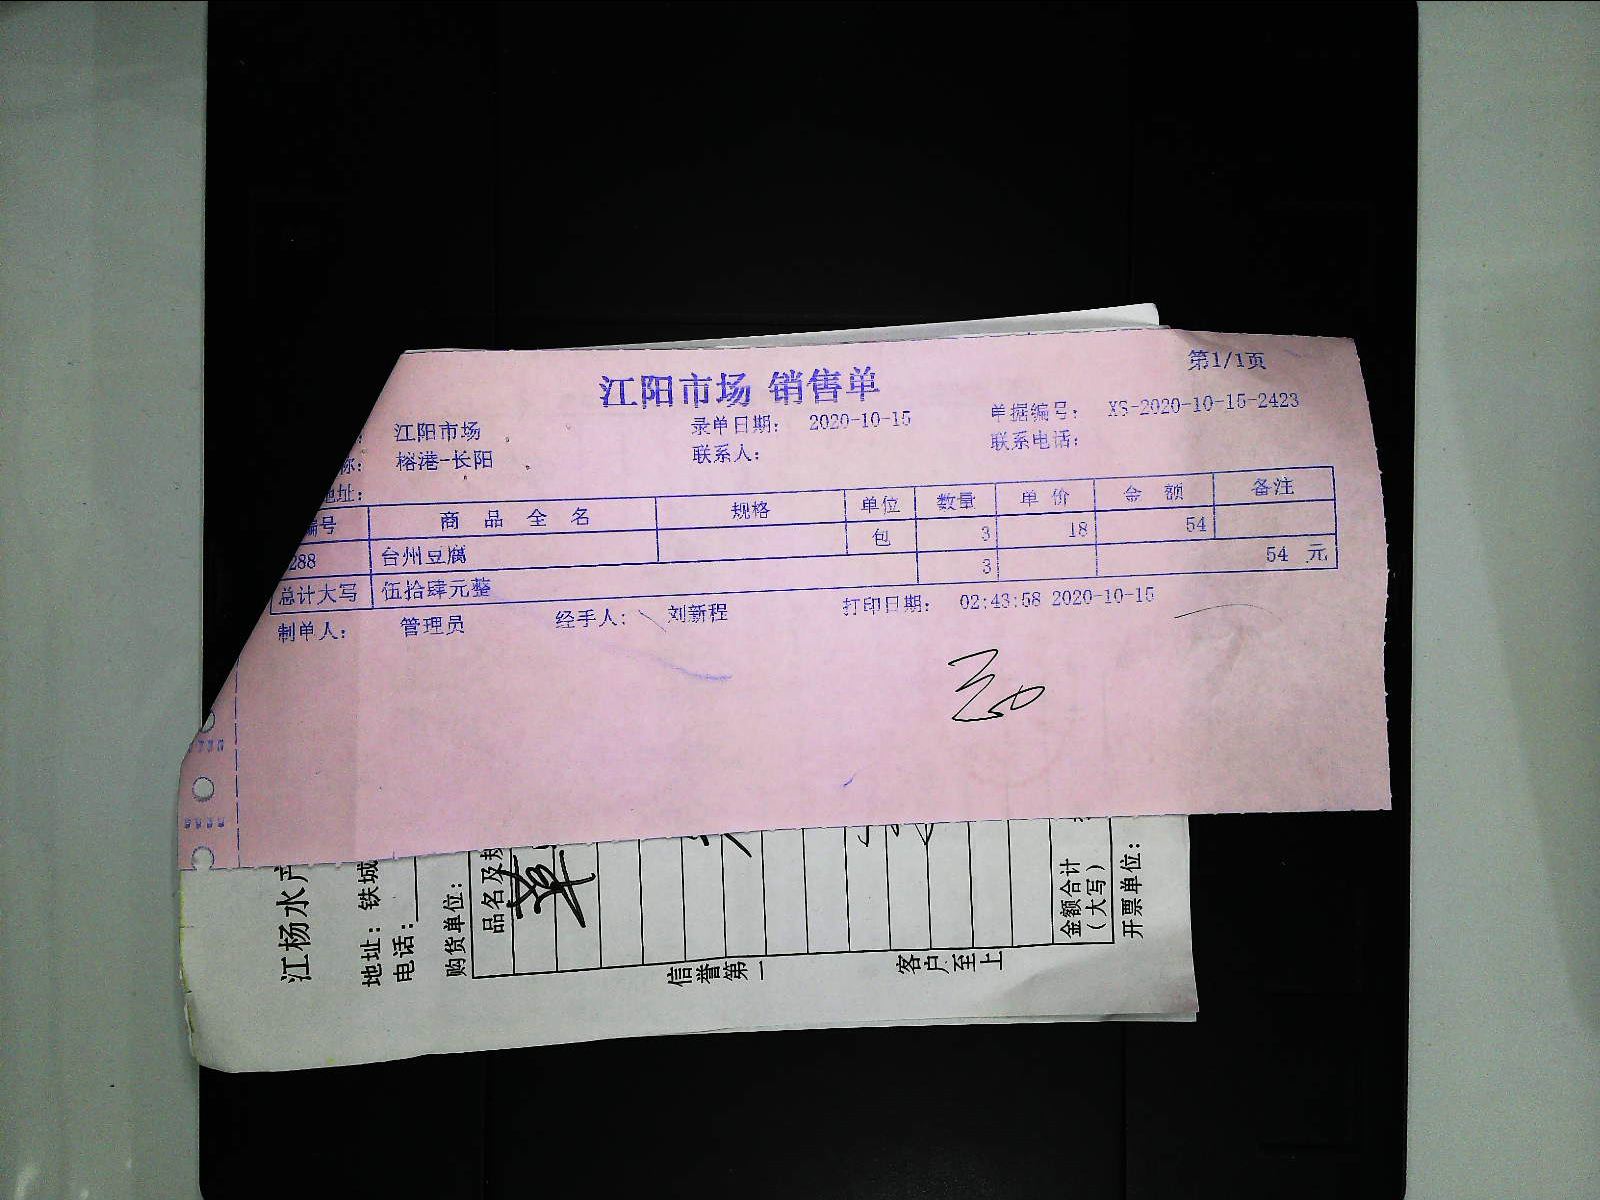 江阳市场 销售单
第1/1页
江阳市场 录单日期: 2020-10-15 单据编号: XS-2020-10-15-2423
称: 榕港-长阳 联系人: 联系电话:
地址:
编号 商品全名 规格 单位 数量 单价 金额 备注
288 台州豆腐 包 3 18 54
总计大写 伍拾肆元整 3 54 元
制单人: 管理员 经手人: 刘新程 打印日期: 02:43:58 2020-10-15
江杨水产
地址: 铁城
电话:
购货单位:
品名及规
信誉第一
客户至上
金额合计
(大写)
开票单位: